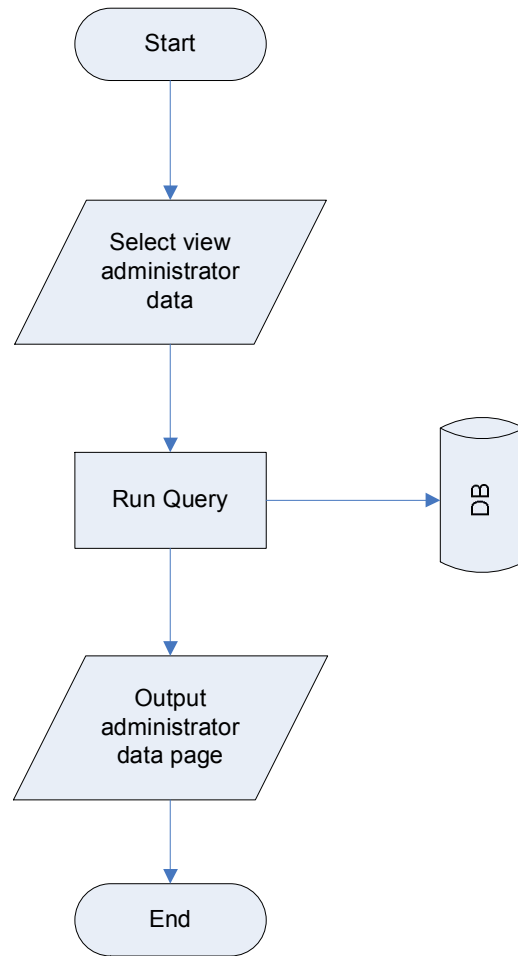 Start
Select view
administrator
data
Run Query
DB
Output
administrator
data page
End